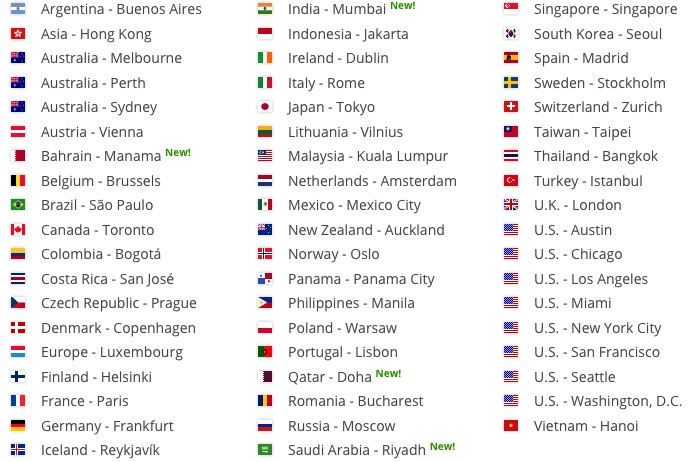 Argentina - Buenos Aires
Asia - Hong Kong
Australia - Melbourne
Australia - Perth
Australia - Sydney
Austria - Vienna
Bahrain - Manama New!
Belgium - Brussels
Brazil - São Paulo
Canada - Toronto
Colombia - Bogotá
Costa Rica - San José
Czech Republic - Prague
Denmark - Copenhagen
Europe - Luxembourg
Finland - Helsinki
France - Paris
Germany - Frankfurt
Iceland - Reykjavík
India - Mumbai New!
Indonesia - Jakarta
Ireland - Dublin
Italy - Rome
Japan - Tokyo
Lithuania - Vilnius
Malaysia - Kuala Lumpur
Netherlands - Amsterdam
Mexico - Mexico City
New Zealand - Auckland
Norway - Oslo
Panama - Panama City
Philippines - Manila
Poland - Warsaw
Portugal - Lisbon
Qatar - Doha New!
Romania - Bucharest
Russia - Moscow
Saudi Arabia - Riyadh New!
Singapore - Singapore
South Korea - Seoul
Spain - Madrid
Sweden - Stockholm
Switzerland - Zurich
Taiwan - Taipei
Thailand - Bangkok
Turkey - Istanbul
U.K. - London
U.S. - Austin
U.S. - Chicago
U.S. - Los Angeles
U.S. - Miami
U.S. - New York City
U.S. - San Francisco
U.S. - Seattle
U.S. - Washington, D.C.
Vietnam - Hanoi